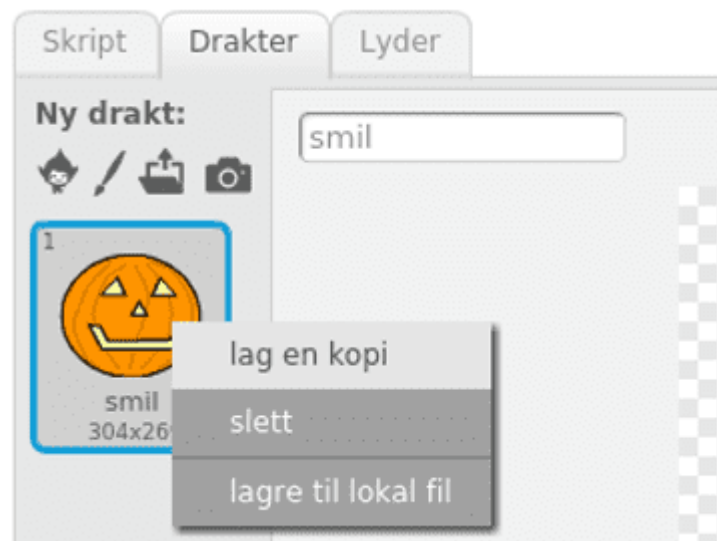 Skript Drakter Lyder
Ny drakt:
smil
1
smil
lag en kopi
slett
lagre til lokal fil